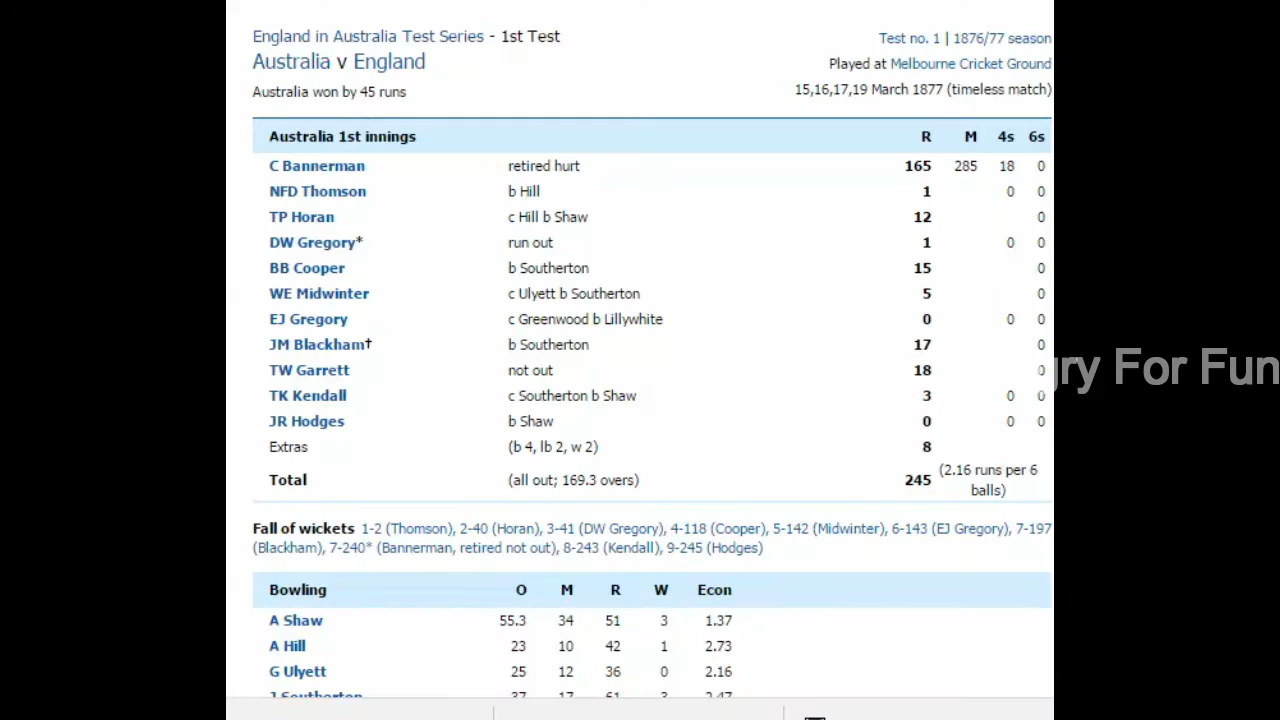 England in Australia Test Series - 1st Test
Test no. 1 | 1876/77 season
Australia v England
Played at Melbourne Cricket Ground
Australia won by 45 runs
15,16,17,19 March 1877 (timeless match)
Australia 1st innings R M 4s 6s
C Bannerman retired hurt 165 285 18 0
NFD Thomson b Hill 1 0 0
TP Horan c Hill b Shaw 12 0
DW Gregory* run out 1 0 0
BB Cooper b Southerton 15 0
WE Midwinter c Ulyett b Southerton 5 0
EJ Gregory c Greenwood b Lillywhite 0 0 0
JM Blackham† b Southerton 17 0
TW Garrett not out 18 0
ry For Fun
TK Kendall c Southerton b Shaw 3 0 0
JR Hodges b Shaw 0 0 0
Extras (b 4, lb 2, w 2) 8
Total (all out; 169.3 overs) 245 (2.16 runs per 6
balls)
Fall of wickets 1-2 (Thomson), 2-40 (Horan), 3-41 (DW Gregory), 4-118 (Cooper), 5-142 (Midwinter), 6-143 (EJ Gregory), 7-197
(Blackham), 7-240* (Bannerman, retired not out), 8-243 (Kendall), 9-245 (Hodges)
Bowling O M R W Econ
A Shaw 55.3 34 51 3 1.37
A Hill 23 10 42 1 2.73
G Ulyett 25 12 36 0 2.16
J Southerton 37 17 61 3 2.47